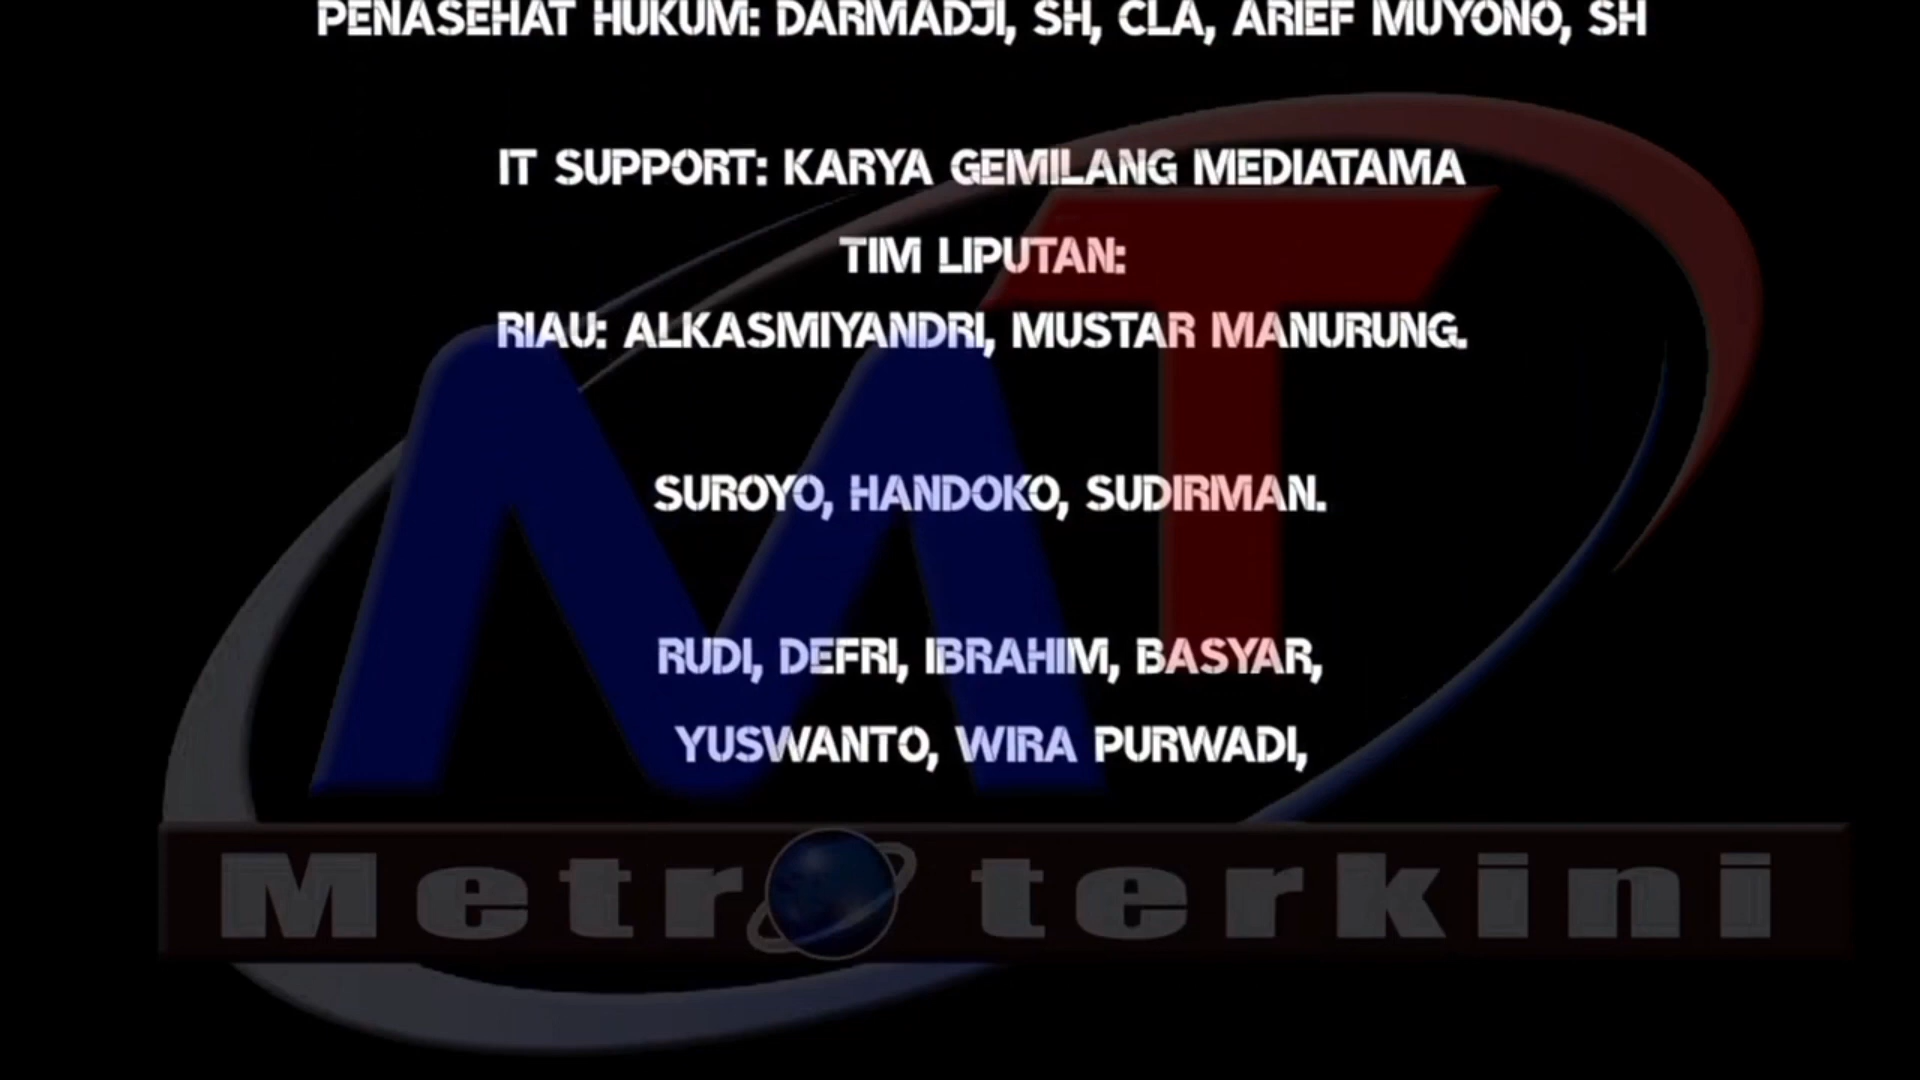 PENASEHAT HUKUM: DARMADJI, SH, CLA, ARIEF MUYONO, SH
IT SUPPORT: KARYA GEMILANG MEDIATAMA
TIM LIPUTAN:
RIAU: ALKASMIYANDRI, MUSTAR MANURUNG.
SUROYO, HANDOKO, SUDIRMAN.
RUDI, DEFRI, IBRAHIM, BASYAR,
YUSWANTO, WIRA PURWADI,
MT
Metro terkini